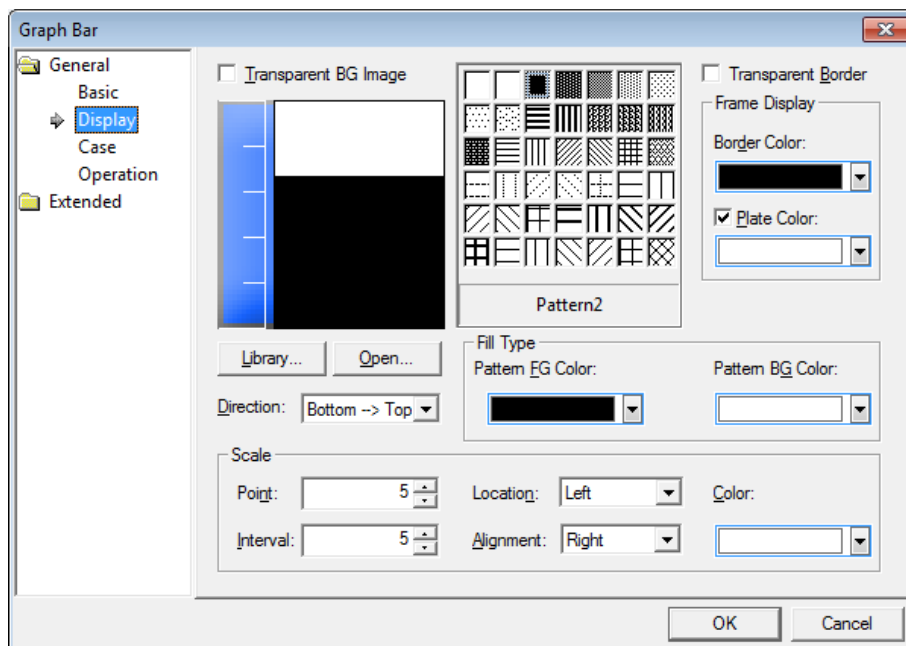 Graph Bar
General
Basic
Display
Case
Operation
Extended
Transparent BG Image
Pattern2
Transparent Border
Frame Display
Border Color:
Plate Color:
Library...
Open...
Direction:
Bottom --> Top
Fill Type
Pattern FG Color:
Pattern BG Color:
Scale
Point:
5
Location:
Left
Color:
Interval:
5
Alignment:
Right
OK
Cancel